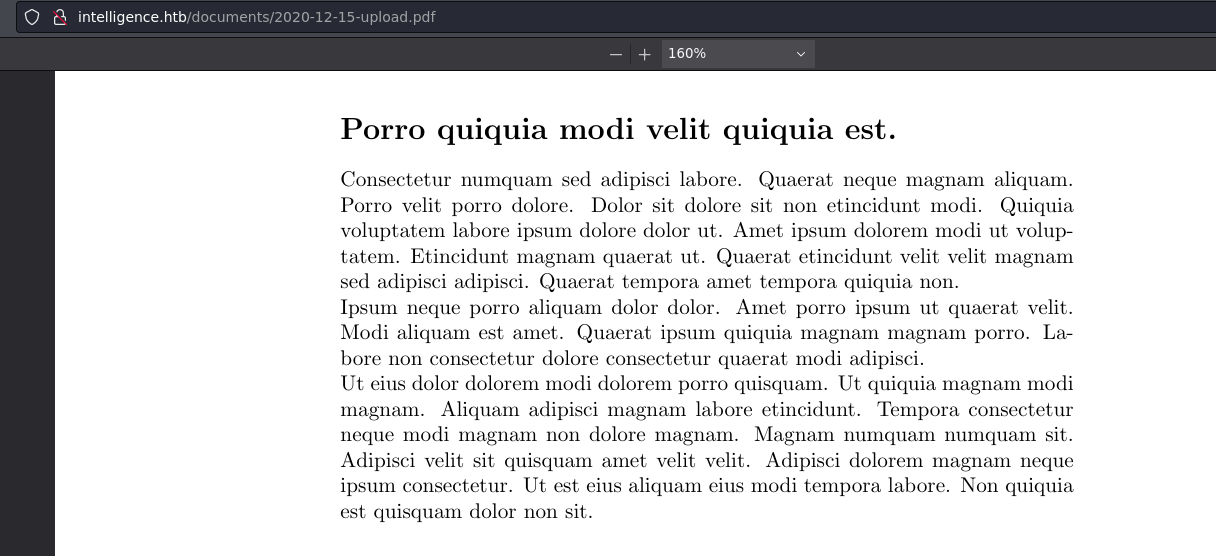 intelligence.htb/documents/2020-12-15-upload.pdf
160%
Porro quiquia modi velit quiquia est.
Consectetur numquam sed adipisci labore. Quaerat neque magnam aliquam.
Porro velit porro dolore. Dolor sit dolore sit non etincidunt modi. Quiquia
voluptatem labore ipsum dolore dolor ut. Amet ipsum dolorem modi ut volup-
tatem. Etincidunt magnam quaerat ut. Quaerat etincidunt velit velit magnam
sed adipisci adipisci. Quaerat tempora amet tempora quiquia non.
Ipsum neque porro aliquam dolor dolor. Amet porro ipsum ut quaerat velit.
Modi aliquam est amet. Quaerat ipsum quiquia magnam magnam porro. La-
bore non consectetur dolore consectetur quaerat modi adipisci.
Ut eius dolor dolorem modi dolorem porro quisquam. Ut quiquia magnam modi
magnam. Aliquam adipisci magnam labore etincidunt. Tempora consectetur
neque modi magnam non dolore magnam. Magnam numquam numquam sit.
Adipisci velit sit quisquam amet velit velit. Adipisci dolorem magnam neque
ipsum consectetur. Ut est eius aliquam eius modi tempora labore. Non quiquia
est quisquam dolor non sit.